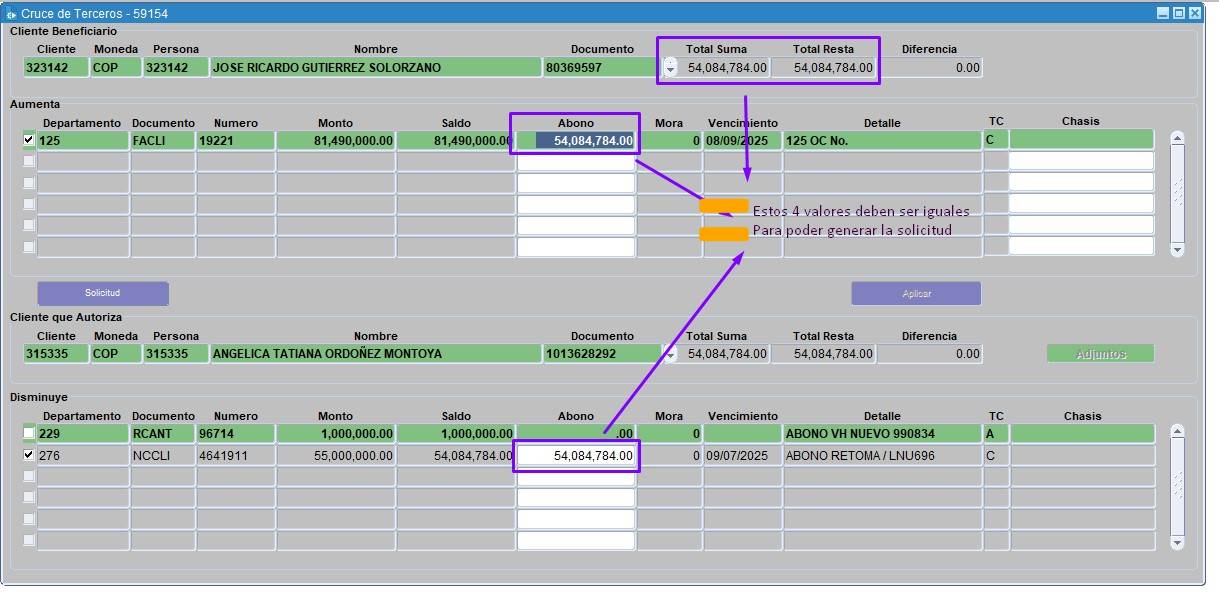 Cruce de Terceros - 59154
Cliente Beneficiario
Cliente Moneda Persona Nombre Documento Total Suma Total Resta Diferencia
323142 COP 323142 JOSE RICARDO GUTIERREZ SOLORZANO 80369597 54,084,784.00 54,084,784.00 0.00
Aumenta
Departamento Documento Numero Monto Saldo Abono Mora Vencimiento Detalle TC Chasis
125 FACLI 19221 81,490,000.00 81,490,000.00 54,084,784.00 0 08/09/2025 125 OC No. C
Estos 4 valores deben ser iguales
Para poder generar la solicitud
Solicitud Aplicar
Cliente que Autoriza
Cliente Moneda Persona Nombre Documento Total Suma Total Resta Diferencia
315335 COP 315335 ANGELICA TATIANA ORDOÑEZ MONTOYA 1013628292 54,084,784.00 54,084,784.00 0.00
Adjuntos
Disminuye
Departamento Documento Numero Monto Saldo Abono Mora Vencimiento Detalle TC Chasis
229 RCANT 96714 1,000,000.00 1,000,000.00 .00 0 ABONO VH NUEVO 990834 A
276 NCCLI 4641911 55,000,000.00 54,084,784.00 54,084,784.00 0 09/07/2025 ABONO RETOMA / LNU696 C